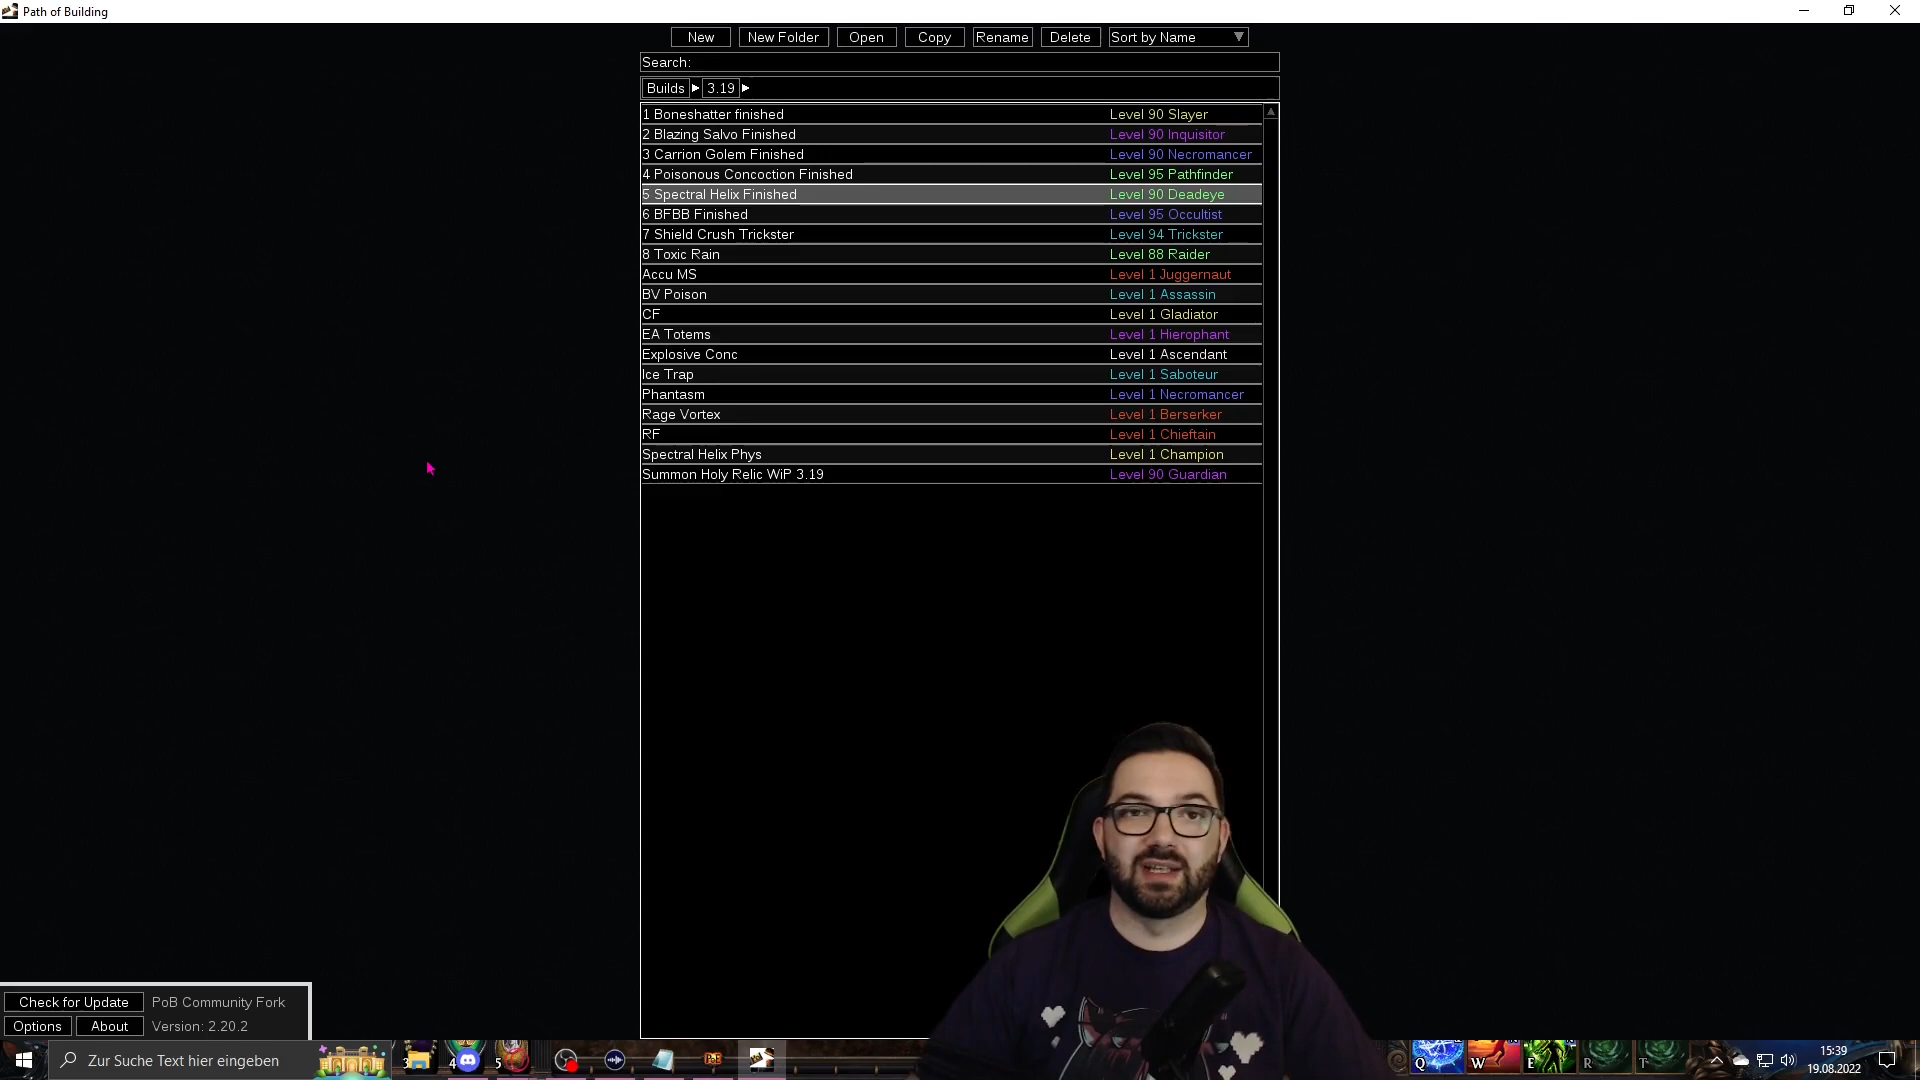 Path of Building
New New Folder Open Copy Rename Delete Sort by Name
Search:
Builds 3.19
1 Boneshatter finished Level 90 Slayer
2 Blazing Salvo Finished Level 90 Inquisitor
3 Carrion Golem Finished Level 90 Necromancer
4 Poisonous Concoction Finished Level 95 Pathfinder
5 Spectral Helix Finished Level 90 Deadeye
6 BFBB Finished Level 95 Occultist
7 Shield Crush Trickster Level 94 Trickster
8 Toxic Rain Level 88 Raider
Accu MS Level 1 Juggernaut
BV Poison Level 1 Assassin
CF Level 1 Gladiator
EA Totems Level 1 Hierophant
Explosive Conc Level 1 Ascendant
Ice Trap Level 1 Saboteur
Phantasm Level 1 Necromancer
Rage Vortex Level 1 Berserker
RF Level 1 Chieftain
Spectral Helix Phys Level 1 Champion
Summon Holy Relic WiP 3.19 Level 90 Guardian
Check for Update PoB Community Fork
Options About Version: 2.20.2
Zur Suche Text hier eingeben 3 4 5 PoE Q W E R T 15:39
19.08.2022